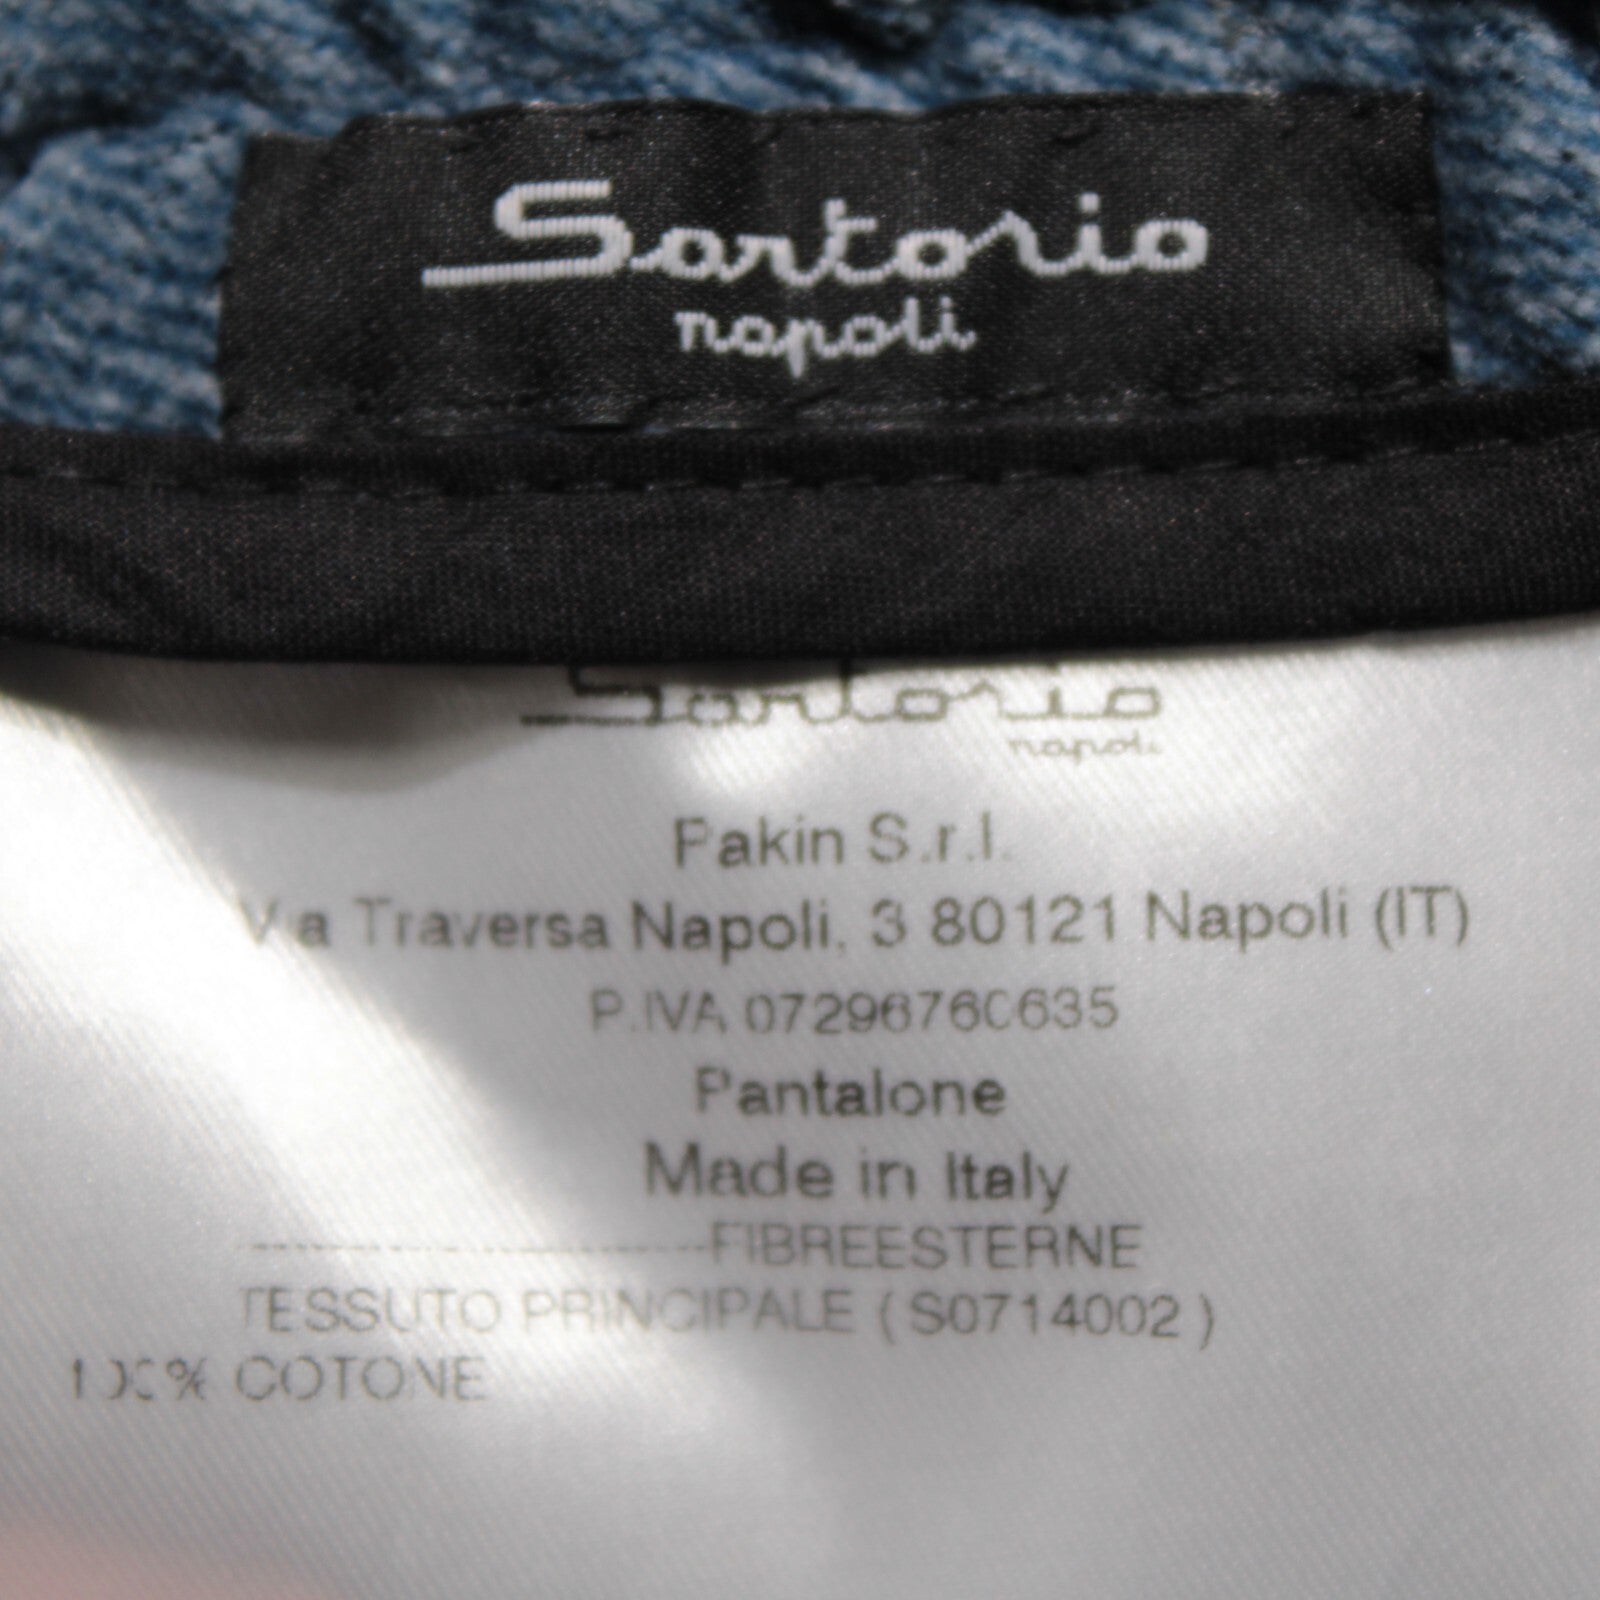 Sartorio
napoli
Sartorio
napoli
Pakin S.r.l.
Via Traversa Napoli, 3 80121 Napoli (IT)
P.IVA 07296760635
Pantalone
Made in Italy
--------------------------------FIBREESTERNE
TESSUTO PRINCIPALE ( S0714002 )
100% COTONE